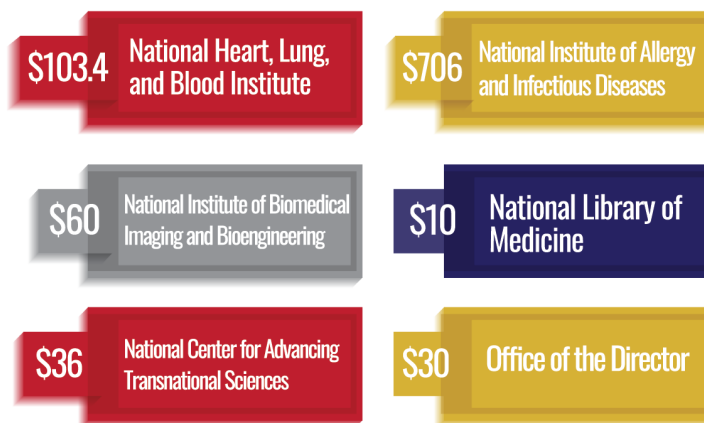 $103.4
National Heart, Lung,
and Blood Institute
$706
National Institute of Allergy
and Infectious Diseases
$60
National Institute of Biomedical
Imaging and Bioengineering
$10
National Library of
Medicine
$36
National Center for Advancing
Transnational Sciences
$30
Office of the Director